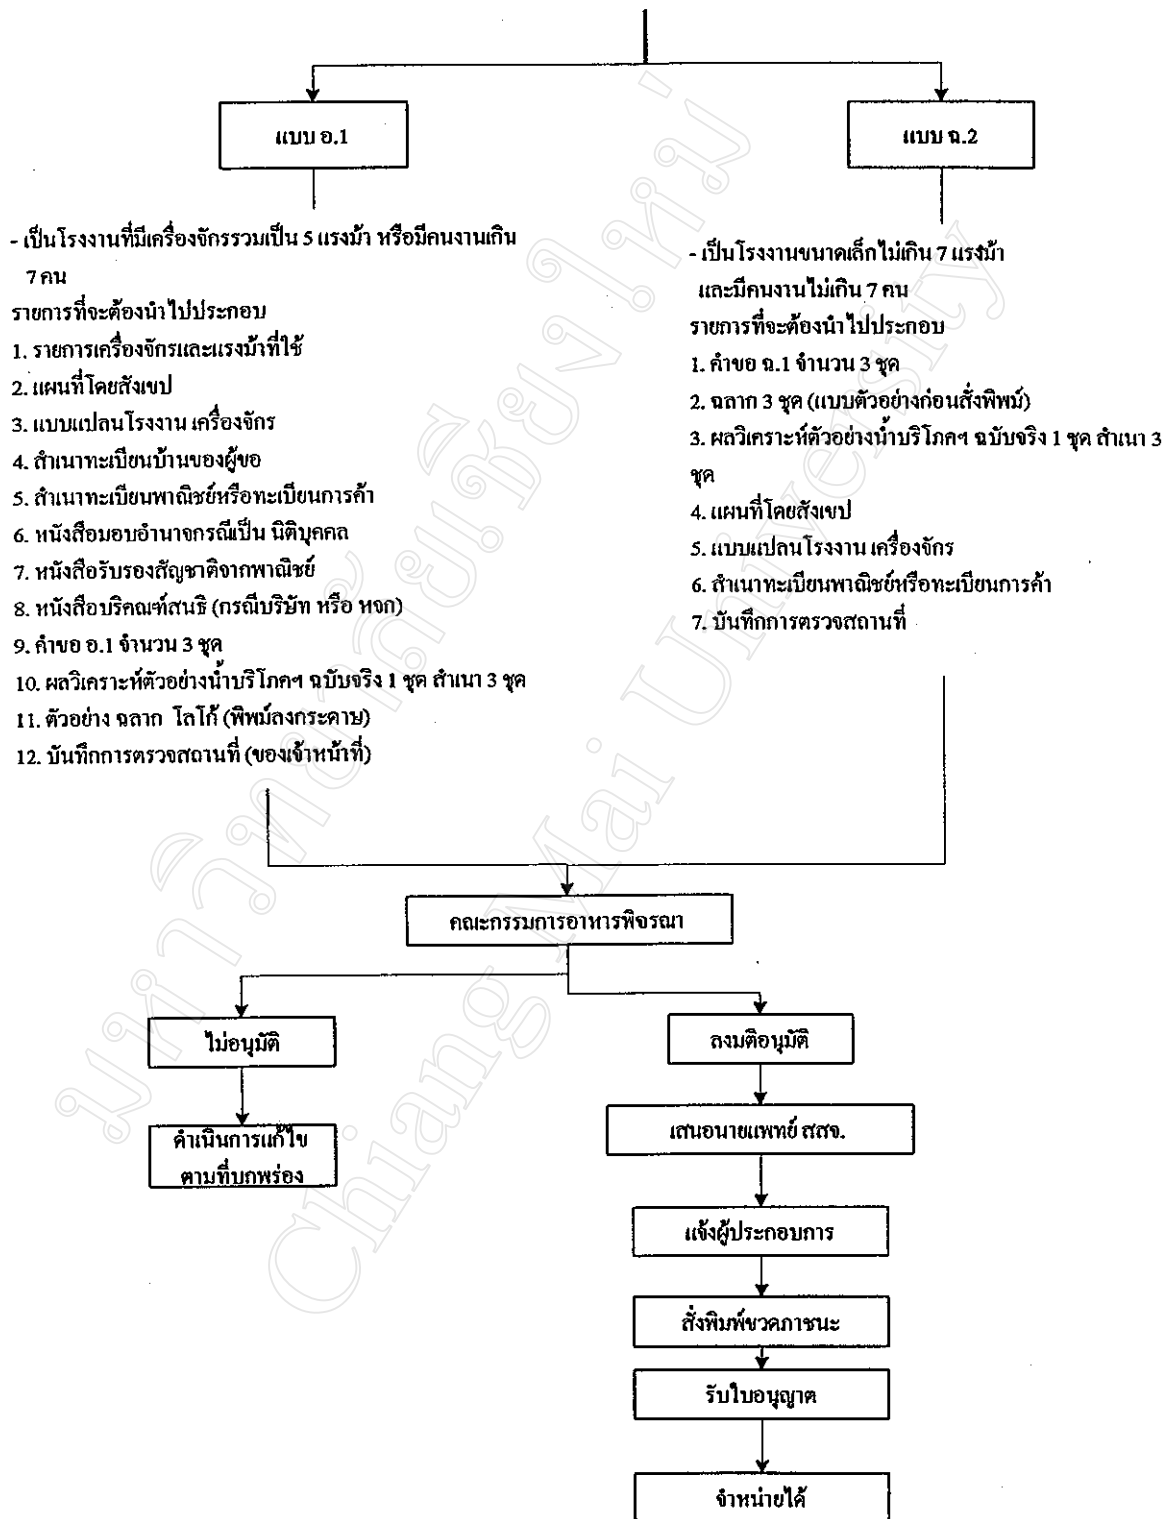 แบบ อ.1
แบบ ฉ.2
- เป็นโรงงานที่มีเครื่องจักรรวมเป็น 5 แรงม้า หรือมีคนงานเกิน
7 คน
รายการที่จะต้องนำไปประกอบ
1. รายการเครื่องจักรและแรงม้าที่ใช้
2. แผนที่โดยสังเขป
3. แบบแปลนโรงงาน เครื่องจักร
4. สำเนาทะเบียนบ้านของผู้ขอ
5. สำเนาทะเบียนพาณิชย์หรือทะเบียนการค้า
6. หนังสือมอบอำนาจกรณีเป็น นิติบุคคล
7. หนังสือรับรองสัญชาติจากพาณิชย์
8. หนังสือบริคณฑ์สนธิ (กรณีบริษัท หรือ หจก)
9. คำขอ อ.1 จำนวน 3 ชุด
10. ผลวิเคราะห์ตัวอย่างน้ำบริโภคฯ ฉบับจริง 1 ชุด สำเนา 3 ชุด
11. ตัวอย่าง ฉลาก โลโก้ (พิพม์ลงกระดาษ)
12. บันทึกการตรวจสถานที่ (ของเจ้าหน้าที่)
- เป็นโรงงานขนาดเล็กไม่เกิน 7 แรงม้า
และมีคนงานไม่เกิน 7 คน
รายการที่จะต้องนำไปประกอบ
1. คำขอ ฉ.1 จำนวน 3 ชุด
2. ฉลาก 3 ชุด (แบบตัวอย่างก่อนสั่งพิพม์)
3. ผลวิเคราะห์ตัวอย่างน้ำบริโภคฯ ฉบับจริง 1 ชุด สำเนา 3
ชุด
4. แผนที่โดยสังเขป
5. แบบแปลนโรงงาน เครื่องจักร
6. สำเนาทะเบียนพาณิชย์หรือทะเบียนการค้า
7. บันทึกการตรวจสถานที่
คณะกรรมการอาหารพิจรณา
ไม่อนุมัติ
ลงมติอนุมัติ
ดำเนินการแก้ไข
ตามที่บกพร่อง
เสนอนายแพทย์ สสจ.
แจ้งผู้ประกอบการ
สั่งพิมพ์ขวดภาชนะ
รับใบอนุญาต
จำหน่ายได้
มหาวิทยาลัยเชียงใหม่
Chiang Mai University